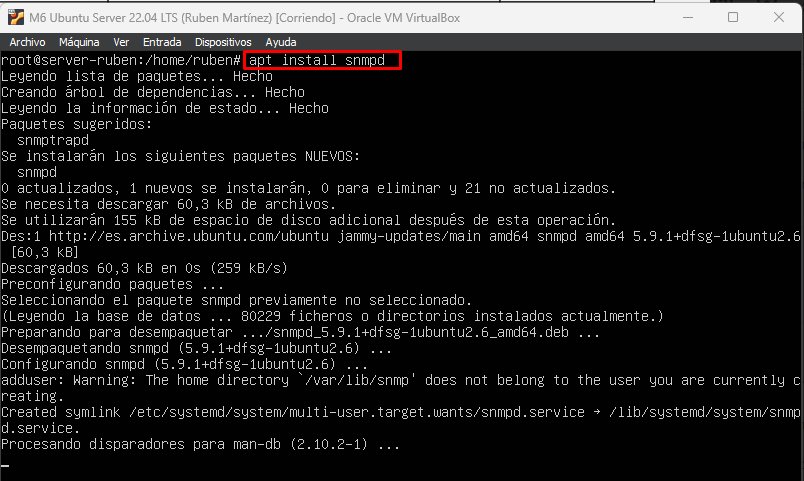 M6 Ubuntu Server 22.04 LTS (Ruben Martínez) [Corriendo] - Oracle VM VirtualBox
Archivo Máquina Ver Entrada Dispositivos Ayuda
root@server-ruben:/home/ruben# apt install snmpd
Leyendo lista de paquetes... Hecho
Creando árbol de dependencias... Hecho
Leyendo la información de estado... Hecho
Paquetes sugeridos:
  snmptrapd
Se instalarán los siguientes paquetes NUEVOS:
  snmpd
0 actualizados, 1 nuevos se instalarán, 0 para eliminar y 21 no actualizados.
Se necesita descargar 60,3 kB de archivos.
Se utilizarán 155 kB de espacio de disco adicional después de esta operación.
Des:1 http://es.archive.ubuntu.com/ubuntu jammy-updates/main amd64 snmpd amd64 5.9.1+dfsg-1ubuntu2.6
 [60,3 kB]
Descargados 60,3 kB en 0s (259 kB/s)
Preconfigurando paquetes ...
Seleccionando el paquete snmpd previamente no seleccionado.
(Leyendo la base de datos ... 80229 ficheros o directorios instalados actualmente.)
Preparando para desempaquetar .../snmpd_5.9.1+dfsg-1ubuntu2.6_amd64.deb ...
Desempaquetando snmpd (5.9.1+dfsg-1ubuntu2.6) ...
Configurando snmpd (5.9.1+dfsg-1ubuntu2.6) ...
adduser: Warning: The home directory `/var/lib/snmp' does not belong to the user you are currently c
reating.
Created symlink /etc/systemd/system/multi-user.target.wants/snmpd.service → /lib/systemd/system/snmp
d.service.
Procesando disparadores para man-db (2.10.2-1) ...